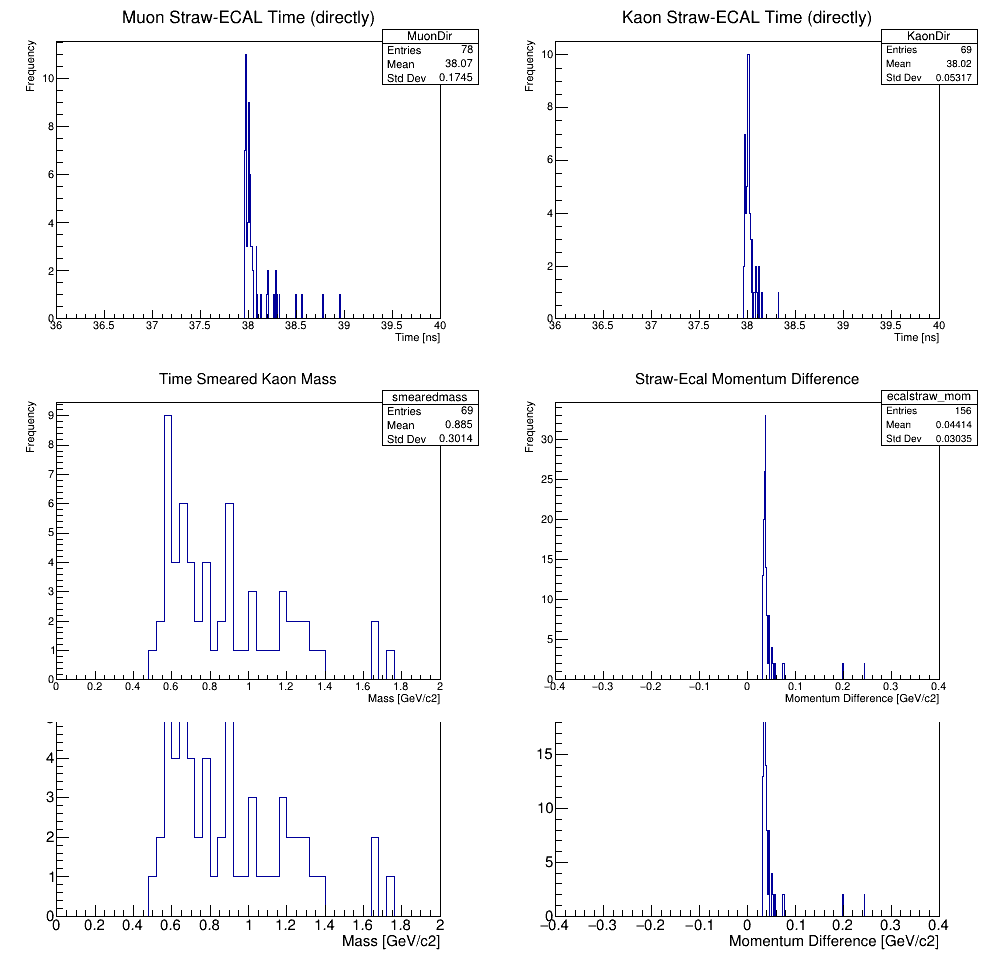 Muon Straw-ECAL Time (directly)
Frequency
MuonDir
Entries 78
Mean 38.07
Std Dev 0.1745
10
8
6
4
2
0
36 36.5 37 37.5 38 38.5 39 39.5 40
Time [ns]
Kaon Straw-ECAL Time (directly)
Frequency
KaonDir
Entries 69
Mean 38.02
Std Dev 0.05317
10
8
6
4
2
0
36 36.5 37 37.5 38 38.5 39 39.5 40
Time [ns]
Time Smeared Kaon Mass
Frequency
smearedmass
Entries 69
Mean 0.885
Std Dev 0.3014
9
8
7
6
5
4
3
2
1
0
0 0.2 0.4 0.6 0.8 1 1.2 1.4 1.6 1.8 2
Mass [GeV/c2]
Straw-Ecal Momentum Difference
Frequency
ecalstraw_mom
Entries 156
Mean 0.04414
Std Dev 0.03035
30
25
20
15
10
5
0
−0.4 −0.3 −0.2 −0.1 0 0.1 0.2 0.3 0.4
Momentum Difference [GeV/c2]
4
3
2
1
0
0 0.2 0.4 0.6 0.8 1 1.2 1.4 1.6 1.8 2
Mass [GeV/c2]
15
10
5
0
−0.4 −0.3 −0.2 −0.1 0 0.1 0.2 0.3 0.4
Momentum Difference [GeV/c2]